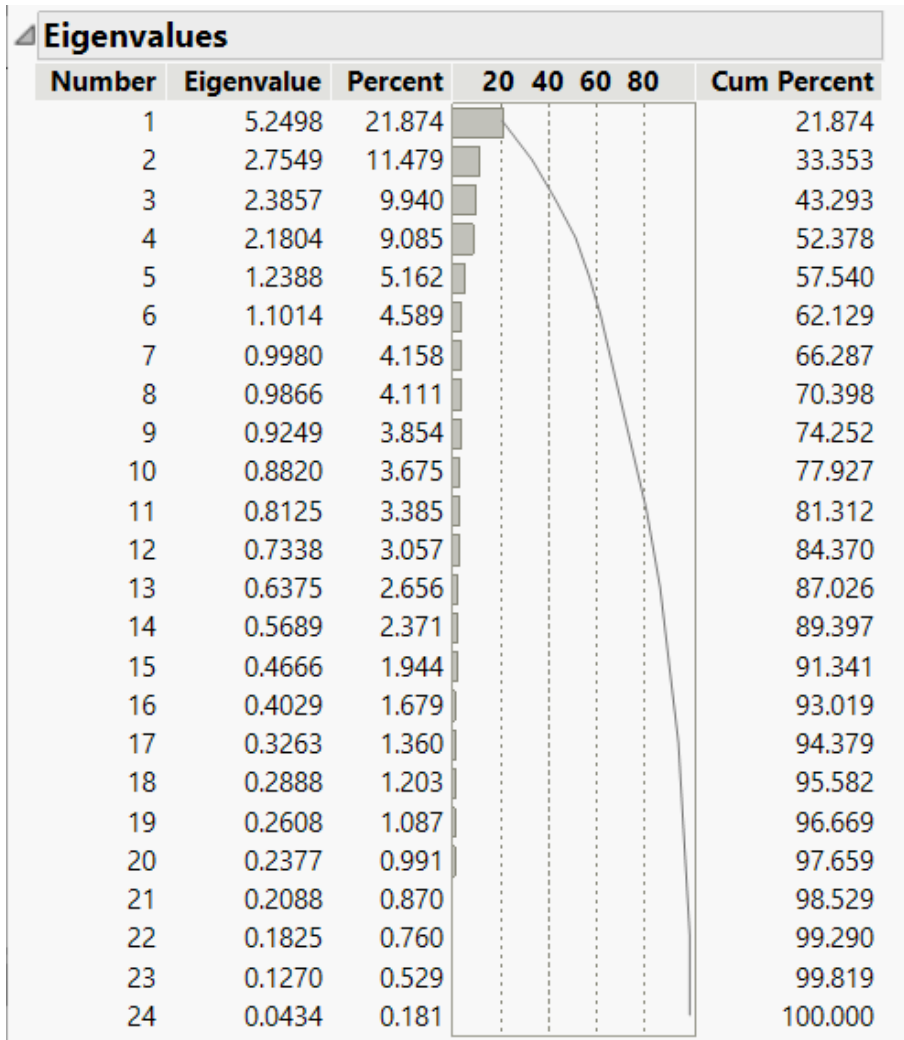 Eigenvalues
Number Eigenvalue Percent 20 40 60 80 Cum Percent
1 5.2498 21.874 21.874
2 2.7549 11.479 33.353
3 2.3857 9.940 43.293
4 2.1804 9.085 52.378
5 1.2388 5.162 57.540
6 1.1014 4.589 62.129
7 0.9980 4.158 66.287
8 0.9866 4.111 70.398
9 0.9249 3.854 74.252
10 0.8820 3.675 77.927
11 0.8125 3.385 81.312
12 0.7338 3.057 84.370
13 0.6375 2.656 87.026
14 0.5689 2.371 89.397
15 0.4666 1.944 91.341
16 0.4029 1.679 93.019
17 0.3263 1.360 94.379
18 0.2888 1.203 95.582
19 0.2608 1.087 96.669
20 0.2377 0.991 97.659
21 0.2088 0.870 98.529
22 0.1825 0.760 99.290
23 0.1270 0.529 99.819
24 0.0434 0.181 100.000